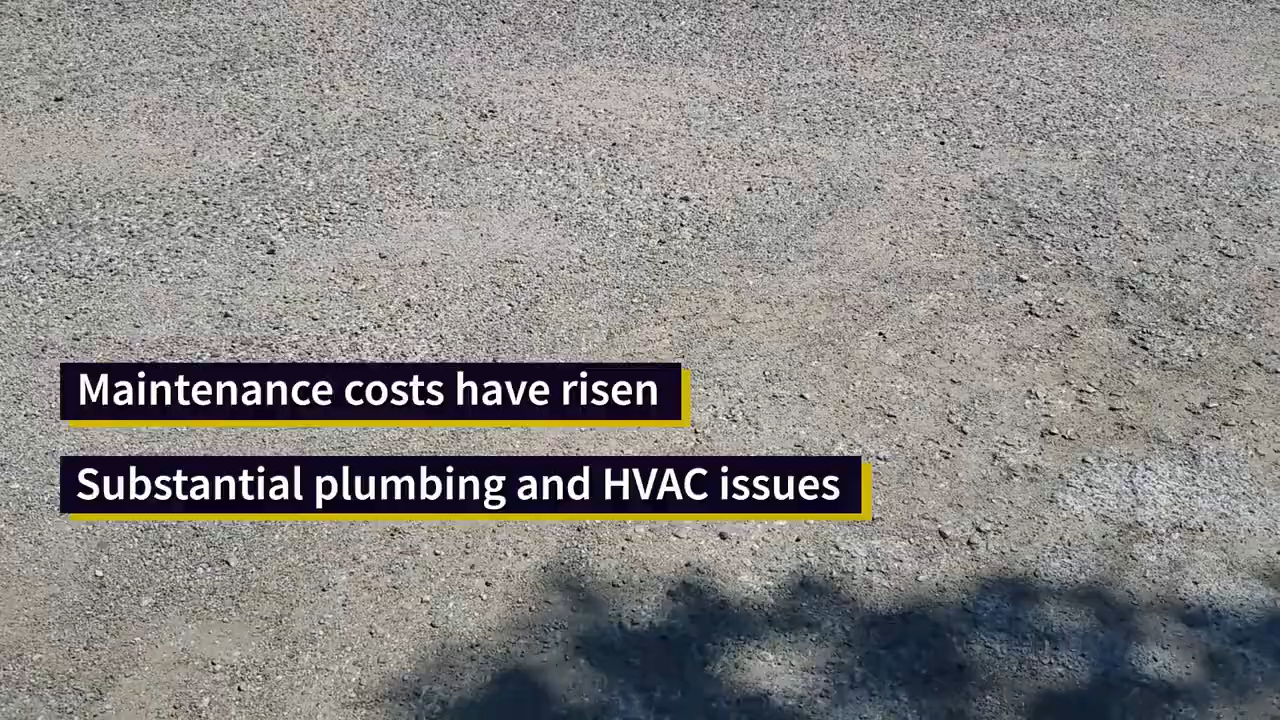 Maintenance costs have risen
Substantial plumbing and HVAC issues